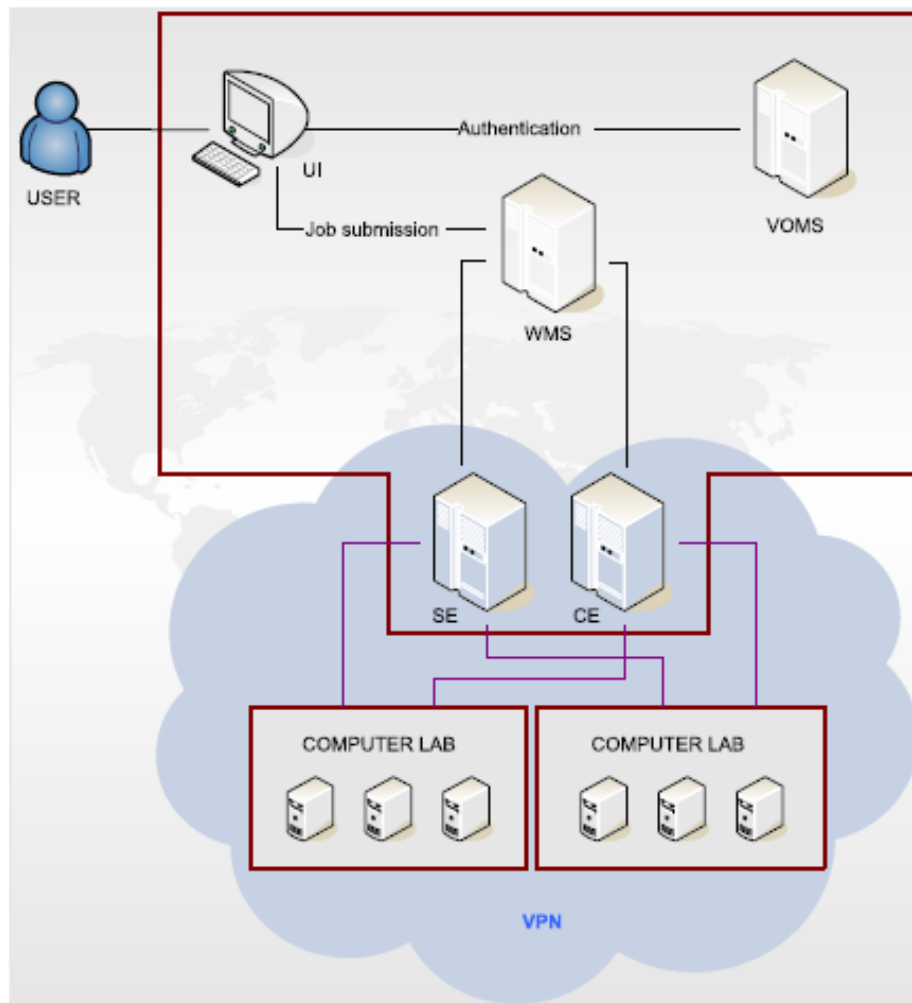 Authentication
UI
USER
VOMS
Job submission
WMS
SE
CE
COMPUTER LAB
COMPUTER LAB
VPN